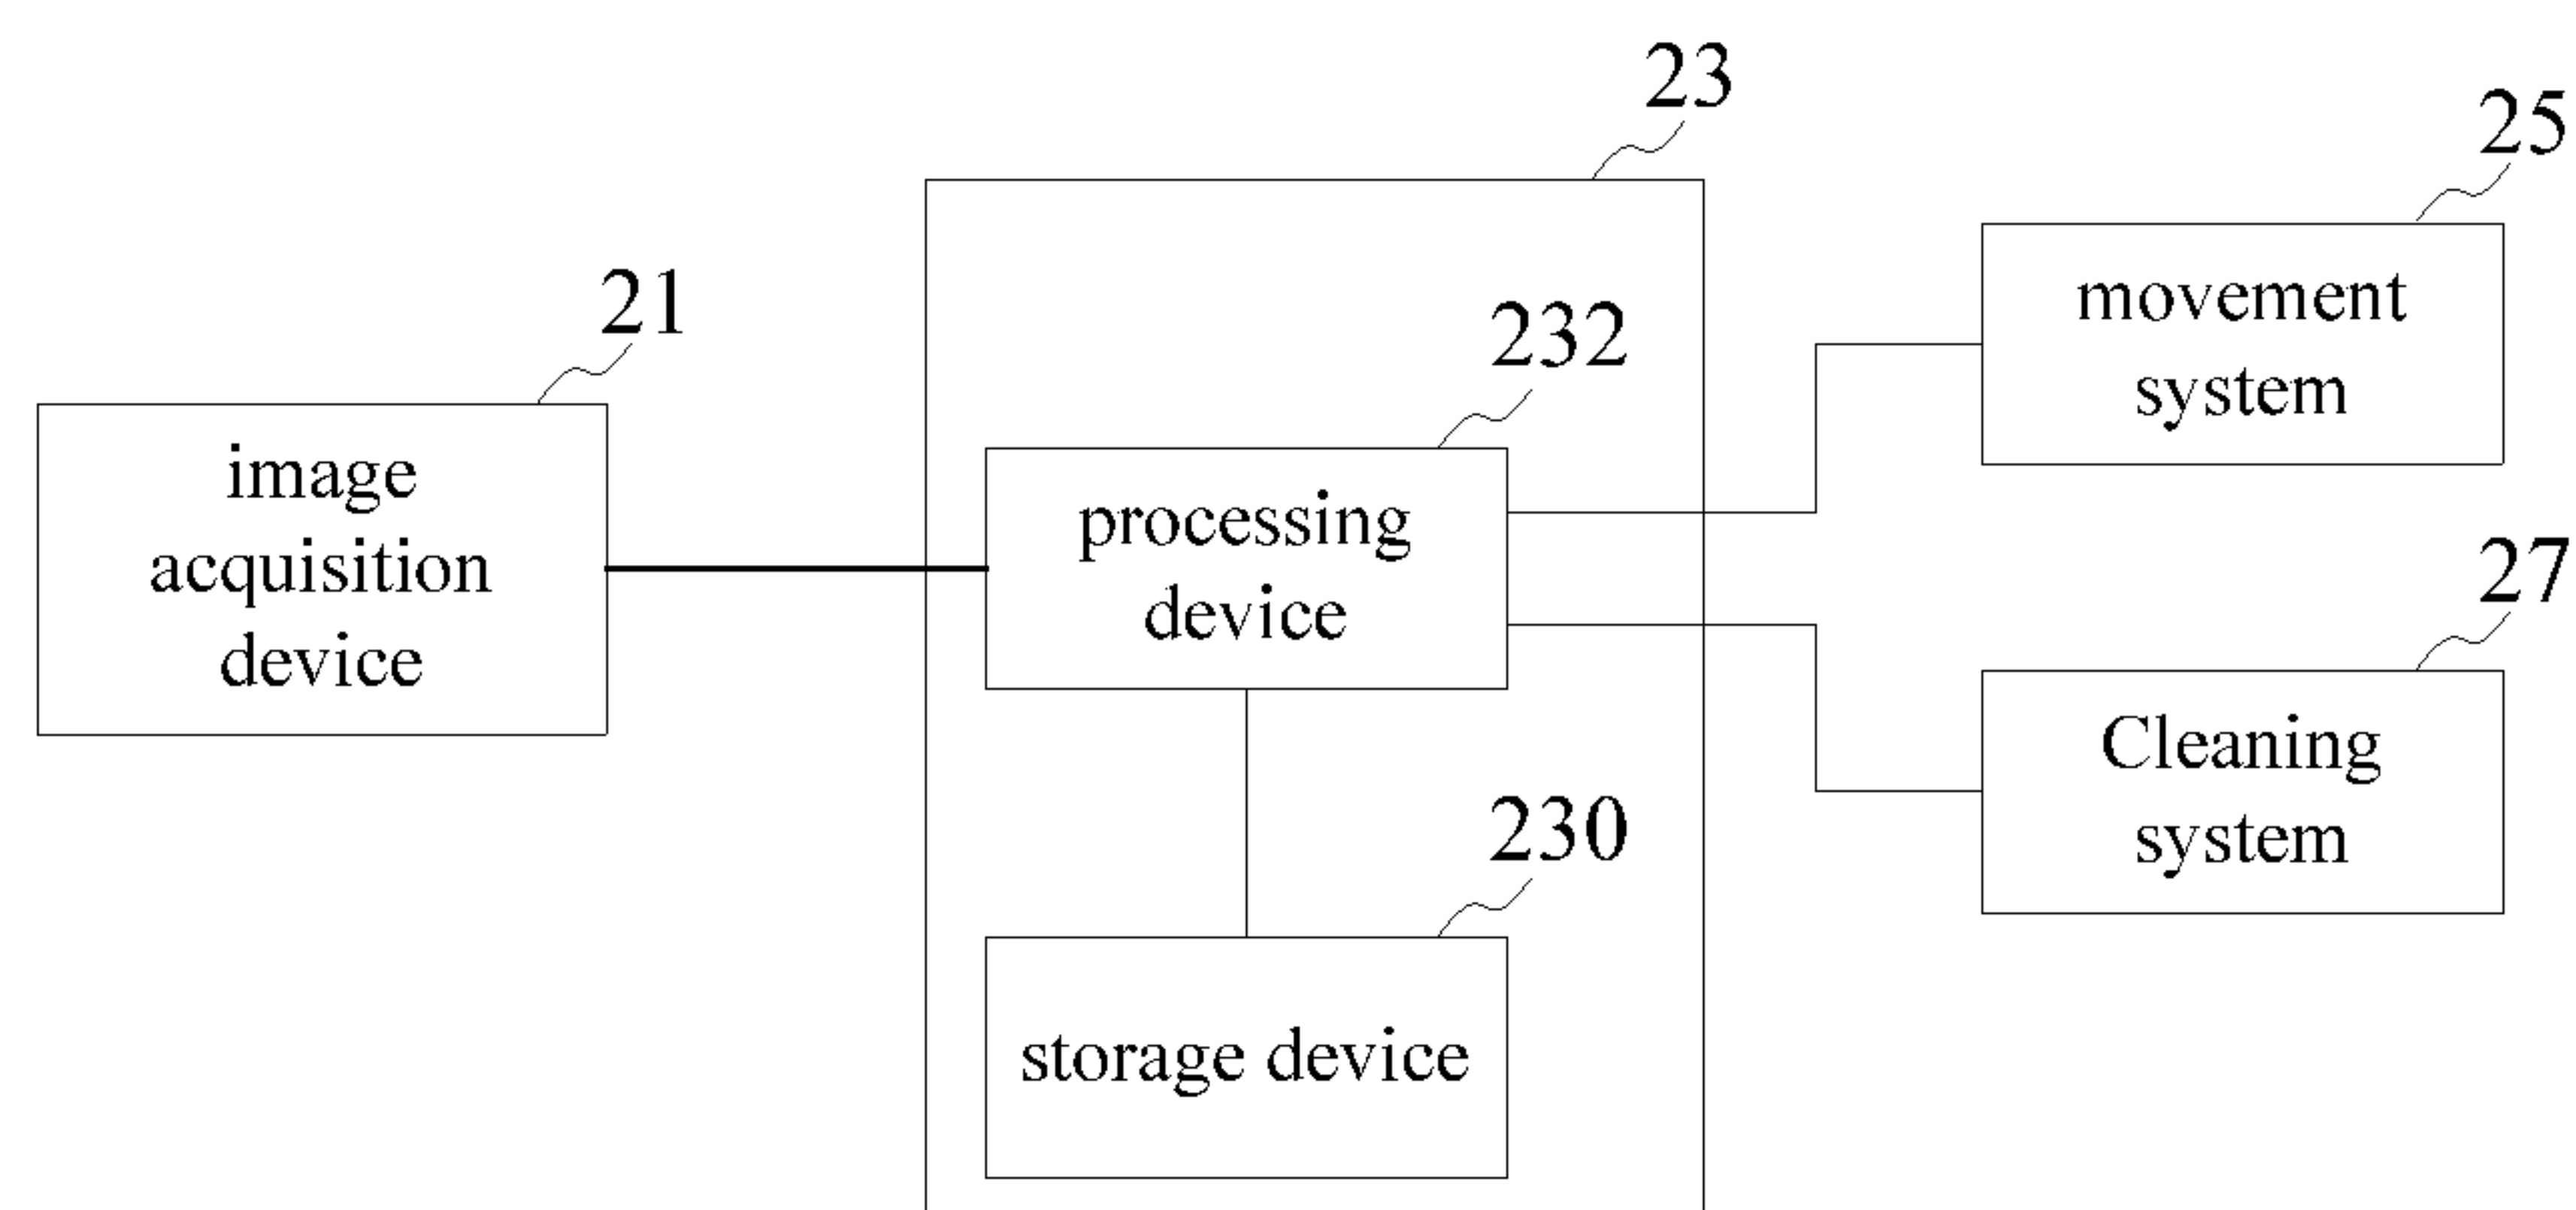 23
25
21
232
movement
system
image
acquisition
device
processing
device
27
Cleaning
system
230
storage device